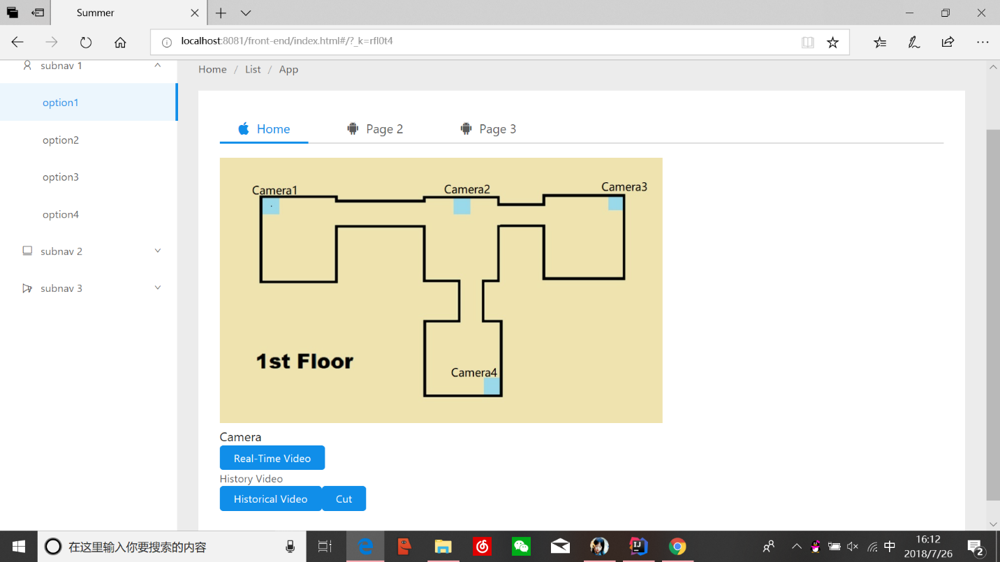 Summer
localhost:8081/front-end/index.html#/?_k=rfl0t4
subnav 1
option1
option2
option3
option4
subnav 2
subnav 3
Home / List / App
Home
Page 2
Page 3
Camera1
Camera2
Camera3
1st Floor
Camera4
Camera
Real-Time Video
History Video
Historical Video
Cut
在这里输入你要搜索的内容
中
16:12
2018/7/26
2